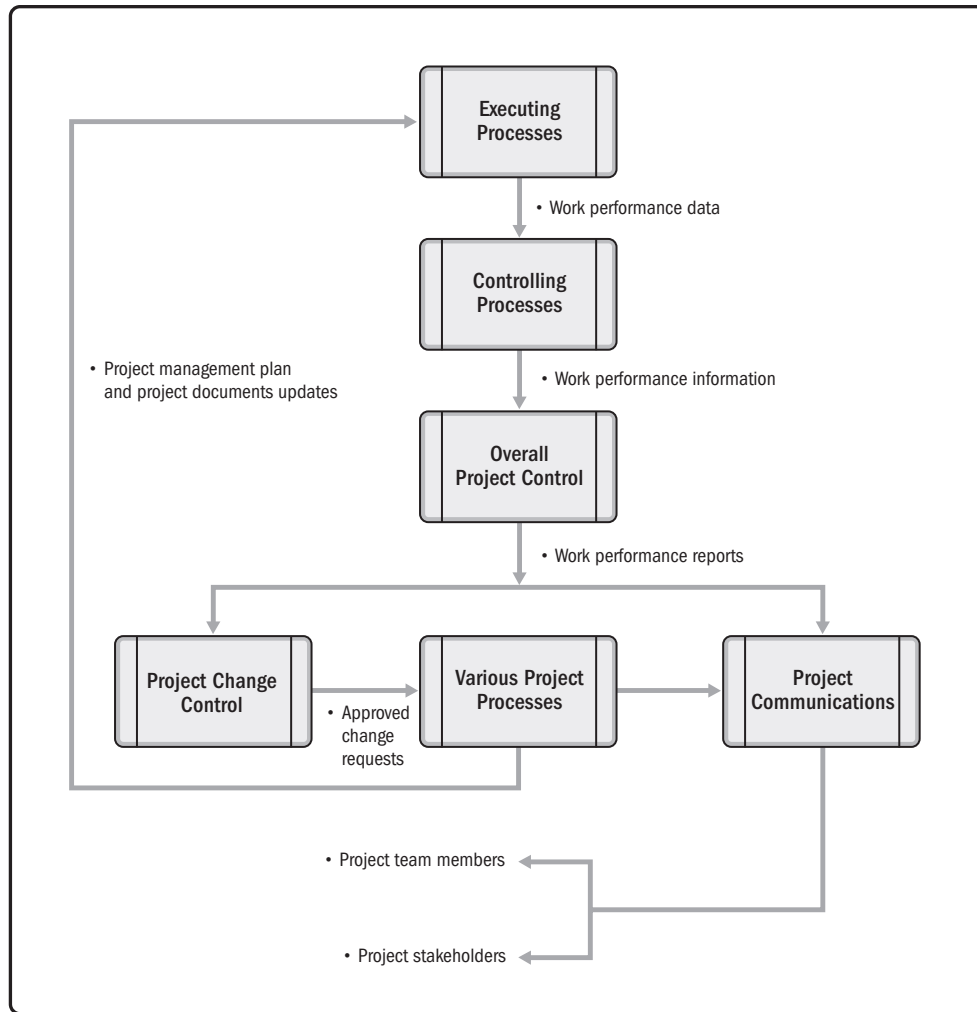 Executing
Processes
• Work performance data
Controlling
Processes
• Project management plan
and project documents updates
• Work performance information
Overall
Project Control
• Work performance reports
Project Change
Control
• Approved
change
requests
Various Project
Processes
Project
Communications
• Project team members
• Project stakeholders